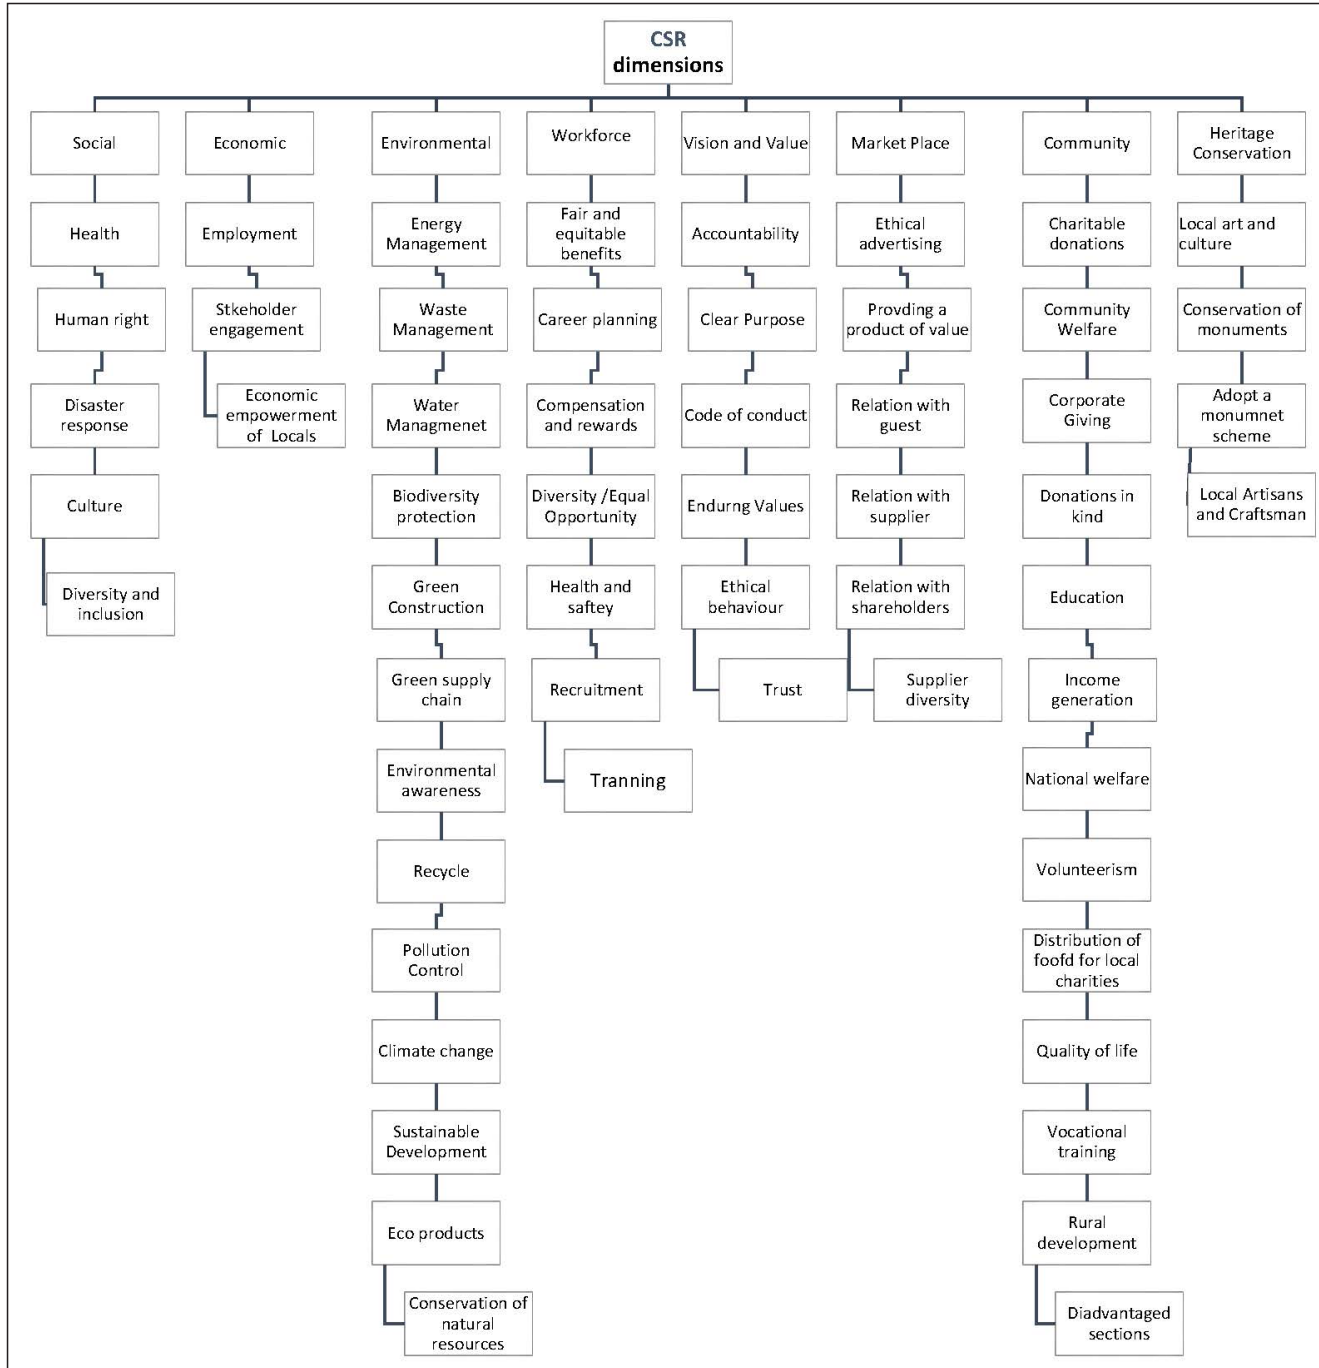 CSR
dimensions
Social
Health
Human right
Disaster
response
Culture
Diversity and
inclusion
Economic
Employment
Stkeholder
engagement
Economic
empowerment
of Locals
Environmental
Energy
Management
Waste
Management
Water
Managmenet
Biodiversity
protection
Green
Construction
Green supply
chain
Environmental
awareness
Recycle
Pollution
Control
Climate change
Sustainable
Development
Eco products
Conservation of
natural
resources
Workforce
Fair and
equitable
benefits
Career planning
Compensation
and rewards
Diversity /Equal
Opportunity
Health and
saftey
Recruitment
Tranning
Vision and Value
Accountability
Clear Purpose
Code of conduct
Endurng Values
Ethical
behaviour
Trust
Market Place
Ethical
advertising
Provding a
product of value
Relation with
guest
Relation with
supplier
Relation with
shareholders
Supplier
diversity
Community
Charitable
donations
Community
Welfare
Corporate
Giving
Donations in
kind
Education
Income
generation
National welfare
Volunteerism
Distribution of
foofd for local
charities
Quality of life
Vocational
training
Rural
development
Diadvantaged
sections
Heritage
Conservation
Local art and
culture
Conservation of
monuments
Adopt a
monumnet
scheme
Local Artisans
and Craftsman